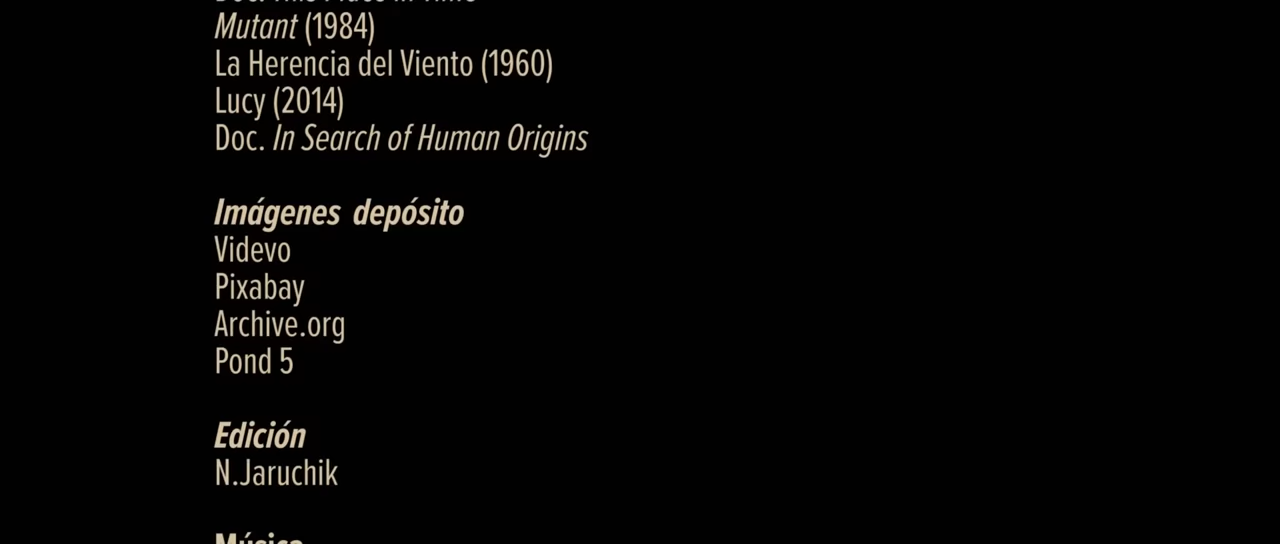 Mutant (1984)
La Herencia del Viento (1960)
Lucy (2014)
Doc. In Search of Human Origins
Imágenes depósito
Videvo
Pixabay
Archive.org
Pond 5
Edición
N.Jaruchik
Música